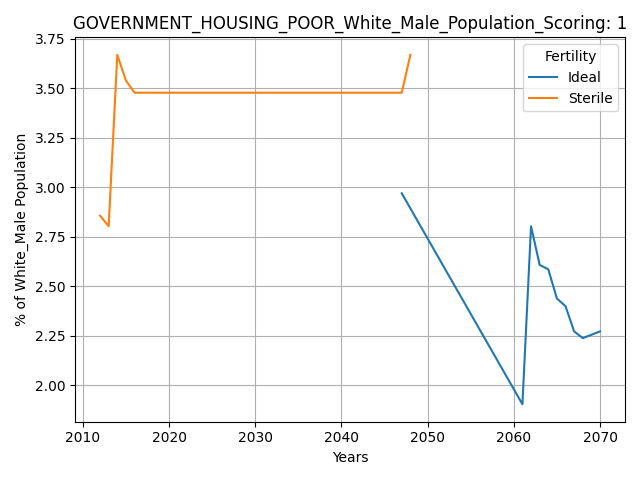 GOVERNMENT_HOUSING_POOR_White_Male_Population_Scoring: 1
Fertility
Ideal
Sterile
% of White_Male Population
3.75
3.50
3.25
3.00
2.75
2.50
2.25
2.00
2010 2020 2030 2040 2050 2060 2070
Years